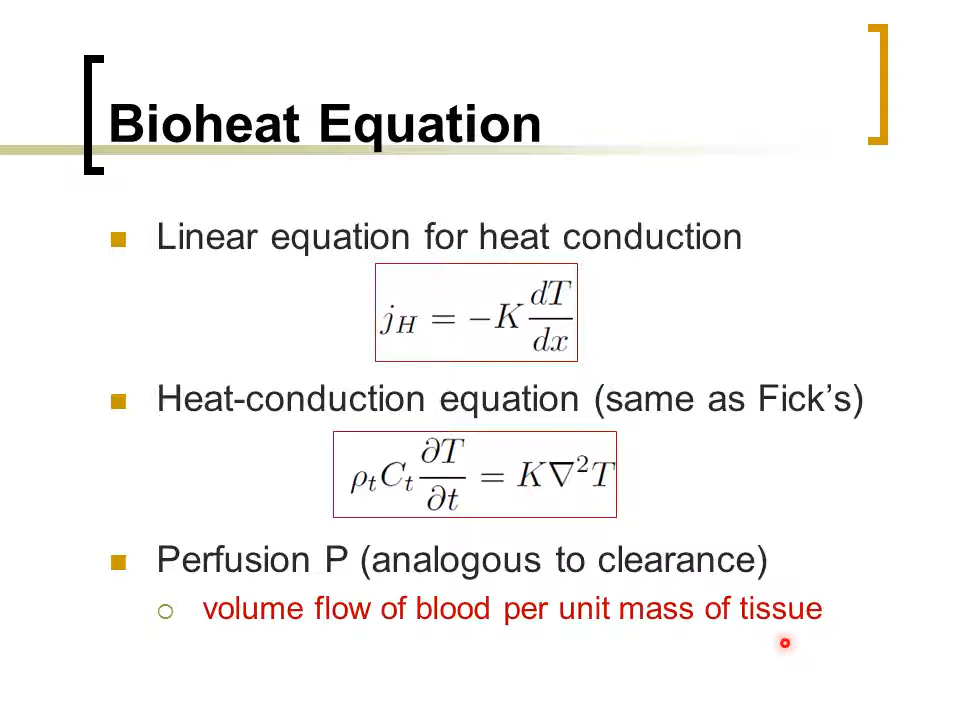 Bioheat Equation
Linear equation for heat conduction
j_H = −K dT/dx
Heat-conduction equation (same as Fick’s)
ρ_t C_t ∂T/∂t = K∇²T
Perfusion P (analogous to clearance)
volume flow of blood per unit mass of tissue